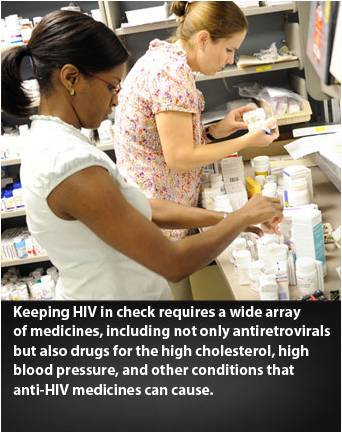 Keeping HIV in check requires a wide array
of medicines, including not only antiretrovirals
but also drugs for the high cholesterol, high
blood pressure, and other conditions that
anti-HIV medicines can cause.